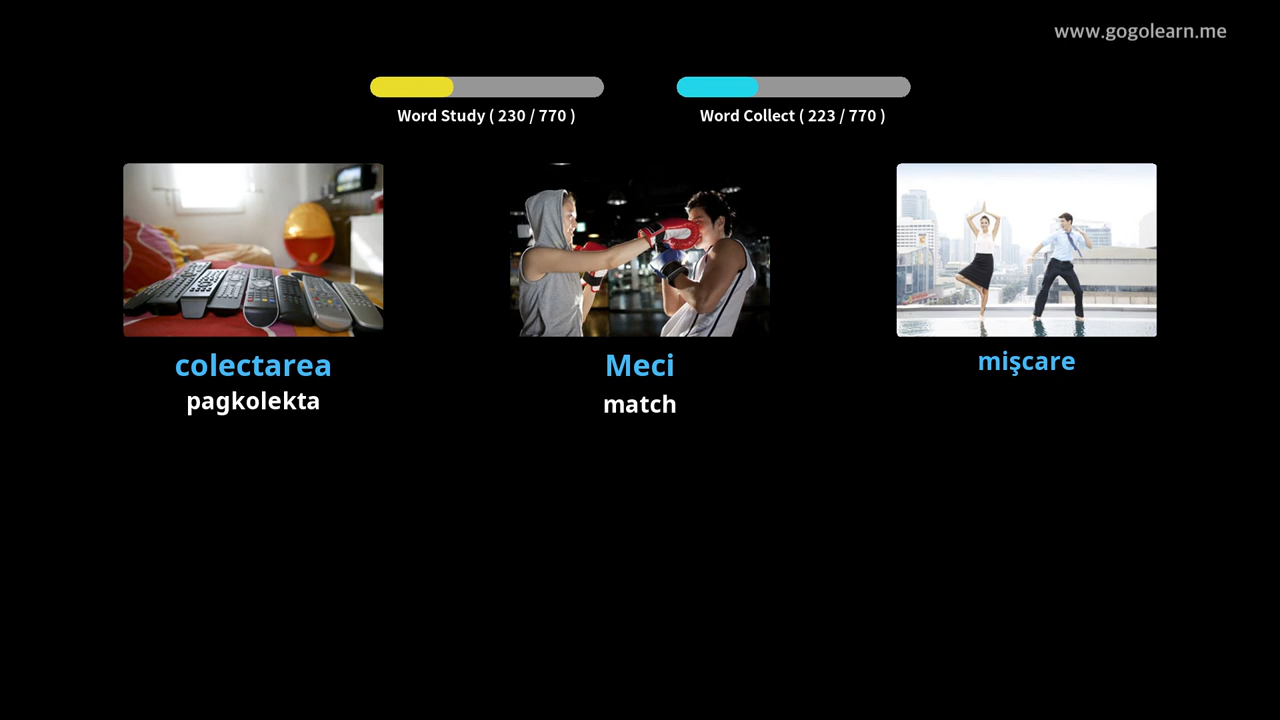 www.gogolearn.me
Word Study ( 230 / 770 )
Word Collect ( 223 / 770 )
colectarea
pagkolekta
Meci
match
mişcare